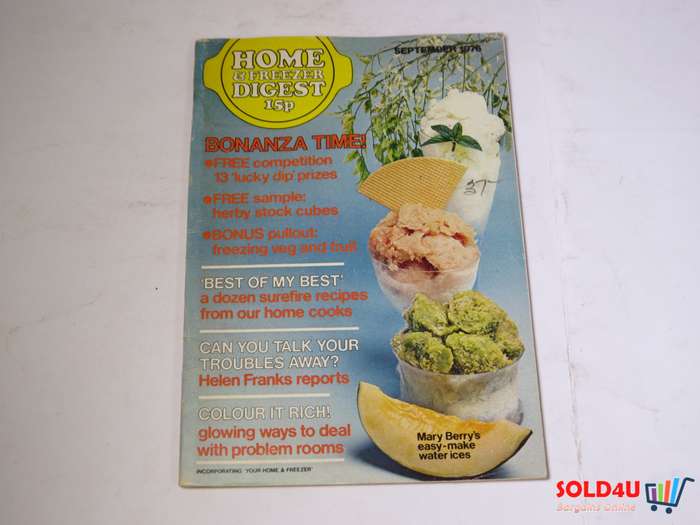 HOME
& FREEZER
DIGEST
15p
SEPTEMBER 1976
BONANZA TIME!
•FREE competition
13 'lucky dip' prizes
•FREE sample:
herby stock cubes
•BONUS pullout:
freezing veg and fruit
'BEST OF MY BEST'
a dozen surefire recipes
from our home cooks
CAN YOU TALK YOUR
TROUBLES AWAY?
Helen Franks reports
COLOUR IT RICH!
glowing ways to deal
with problem rooms
Mary Berry's
easy-make
water ices
INCORPORATING 'YOUR HOME & FREEZER'
SOLD4U
Bargains Online